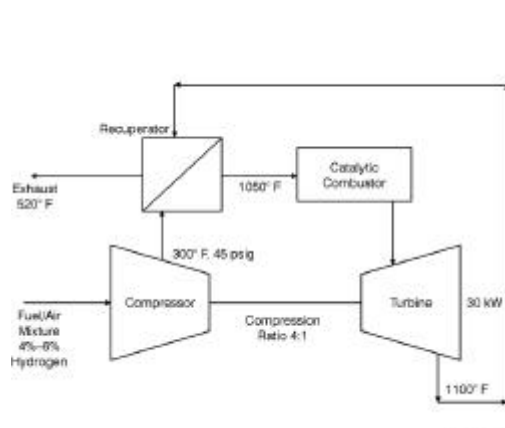 Recuperator
Catalytic
Combustor
1050° F
Exhaust
520° F
300° F, 45 psig
Compressor
Turbine
30 kW
Fuel/Air
Mixture
4%–8%
Hydrogen
Compression
Ratio 4:1
1100° F